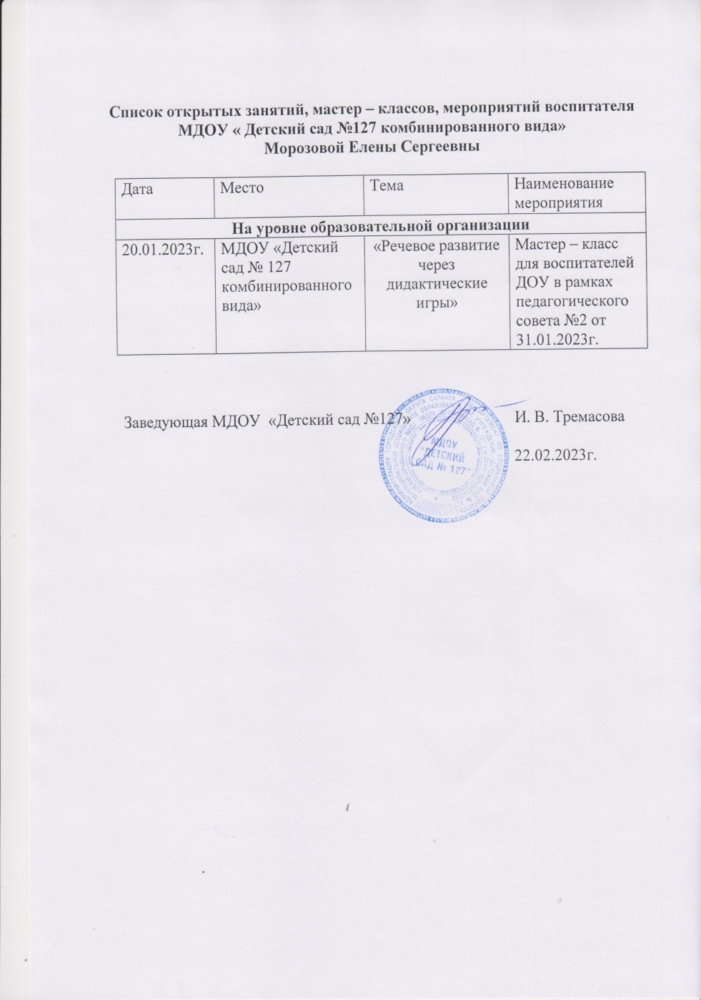 Список открытых занятий, мастер – классов, мероприятий воспитателя
МДОУ « Детский сад №127 комбинированного вида»
Морозовой Елены Сергеевны
Дата
Место
Тема
Наименование
мероприятия
На уровне образовательной организации
20.01.2023г.
МДОУ «Детский
сад № 127
комбинированного
вида»
«Речевое развитие
через
дидактические
игры»
Мастер – класс
для воспитателей
ДОУ в рамках
педагогического
совета №2 от
31.01.2023г.
Заведующая МДОУ «Детский сад №127»
И. В. Тремасова
22.02.2023г.
МДОУ
"ДЕТСКИЙ
САД № 127"